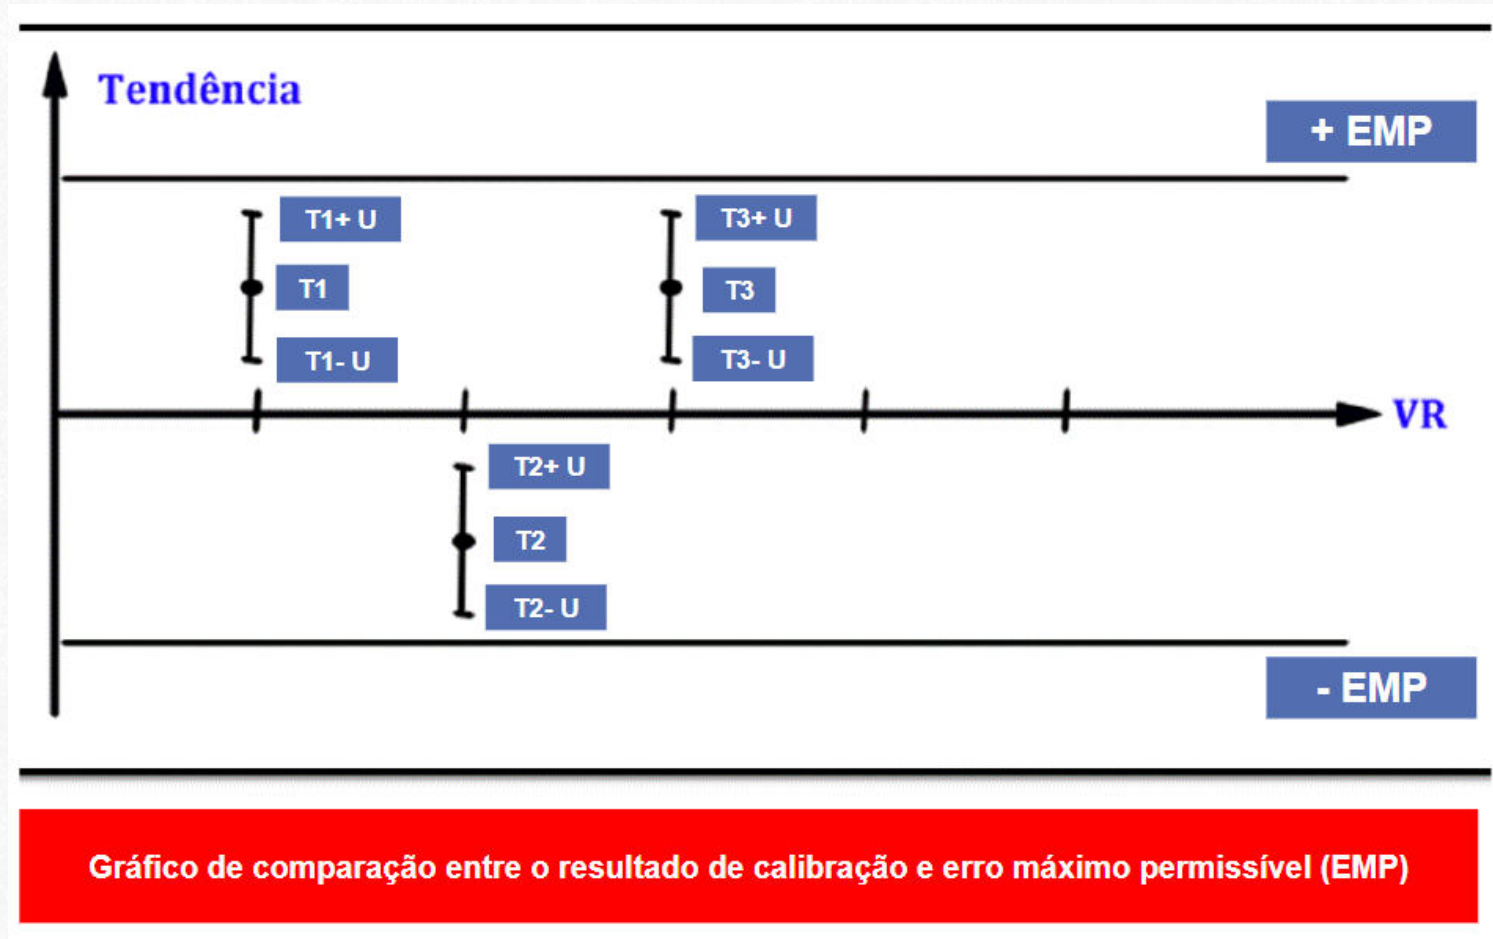 Tendência
+ EMP
T1+ U
T3+ U
T1
T3
T1- U
T3- U
VR
T2+ U
T2
T2- U
- EMP
Gráfico de comparação entre o resultado de calibração e erro máximo permissível (EMP)